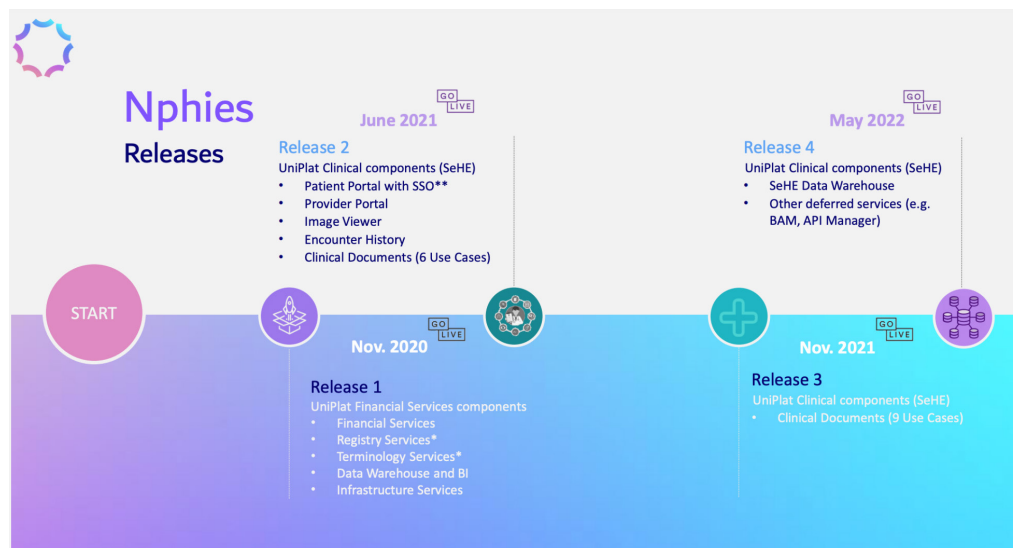 Nphies
Releases
START
GO
LIVE
Nov. 2020
Release 1
UniPlat Financial Services components
• Financial Services
• Registry Services*
• Terminology Services*
• Data Warehouse and BI
• Infrastructure Services
GO
LIVE
June 2021
Release 2
UniPlat Clinical components (SeHE)
• Patient Portal with SSO**
• Provider Portal
• Image Viewer
• Encounter History
• Clinical Documents (6 Use Cases)
GO
LIVE
Nov. 2021
Release 3
UniPlat Clinical components (SeHE)
• Clinical Documents (9 Use Cases)
GO
LIVE
May 2022
Release 4
UniPlat Clinical components (SeHE)
• SeHE Data Warehouse
• Other deferred services (e.g.
BAM, API Manager)